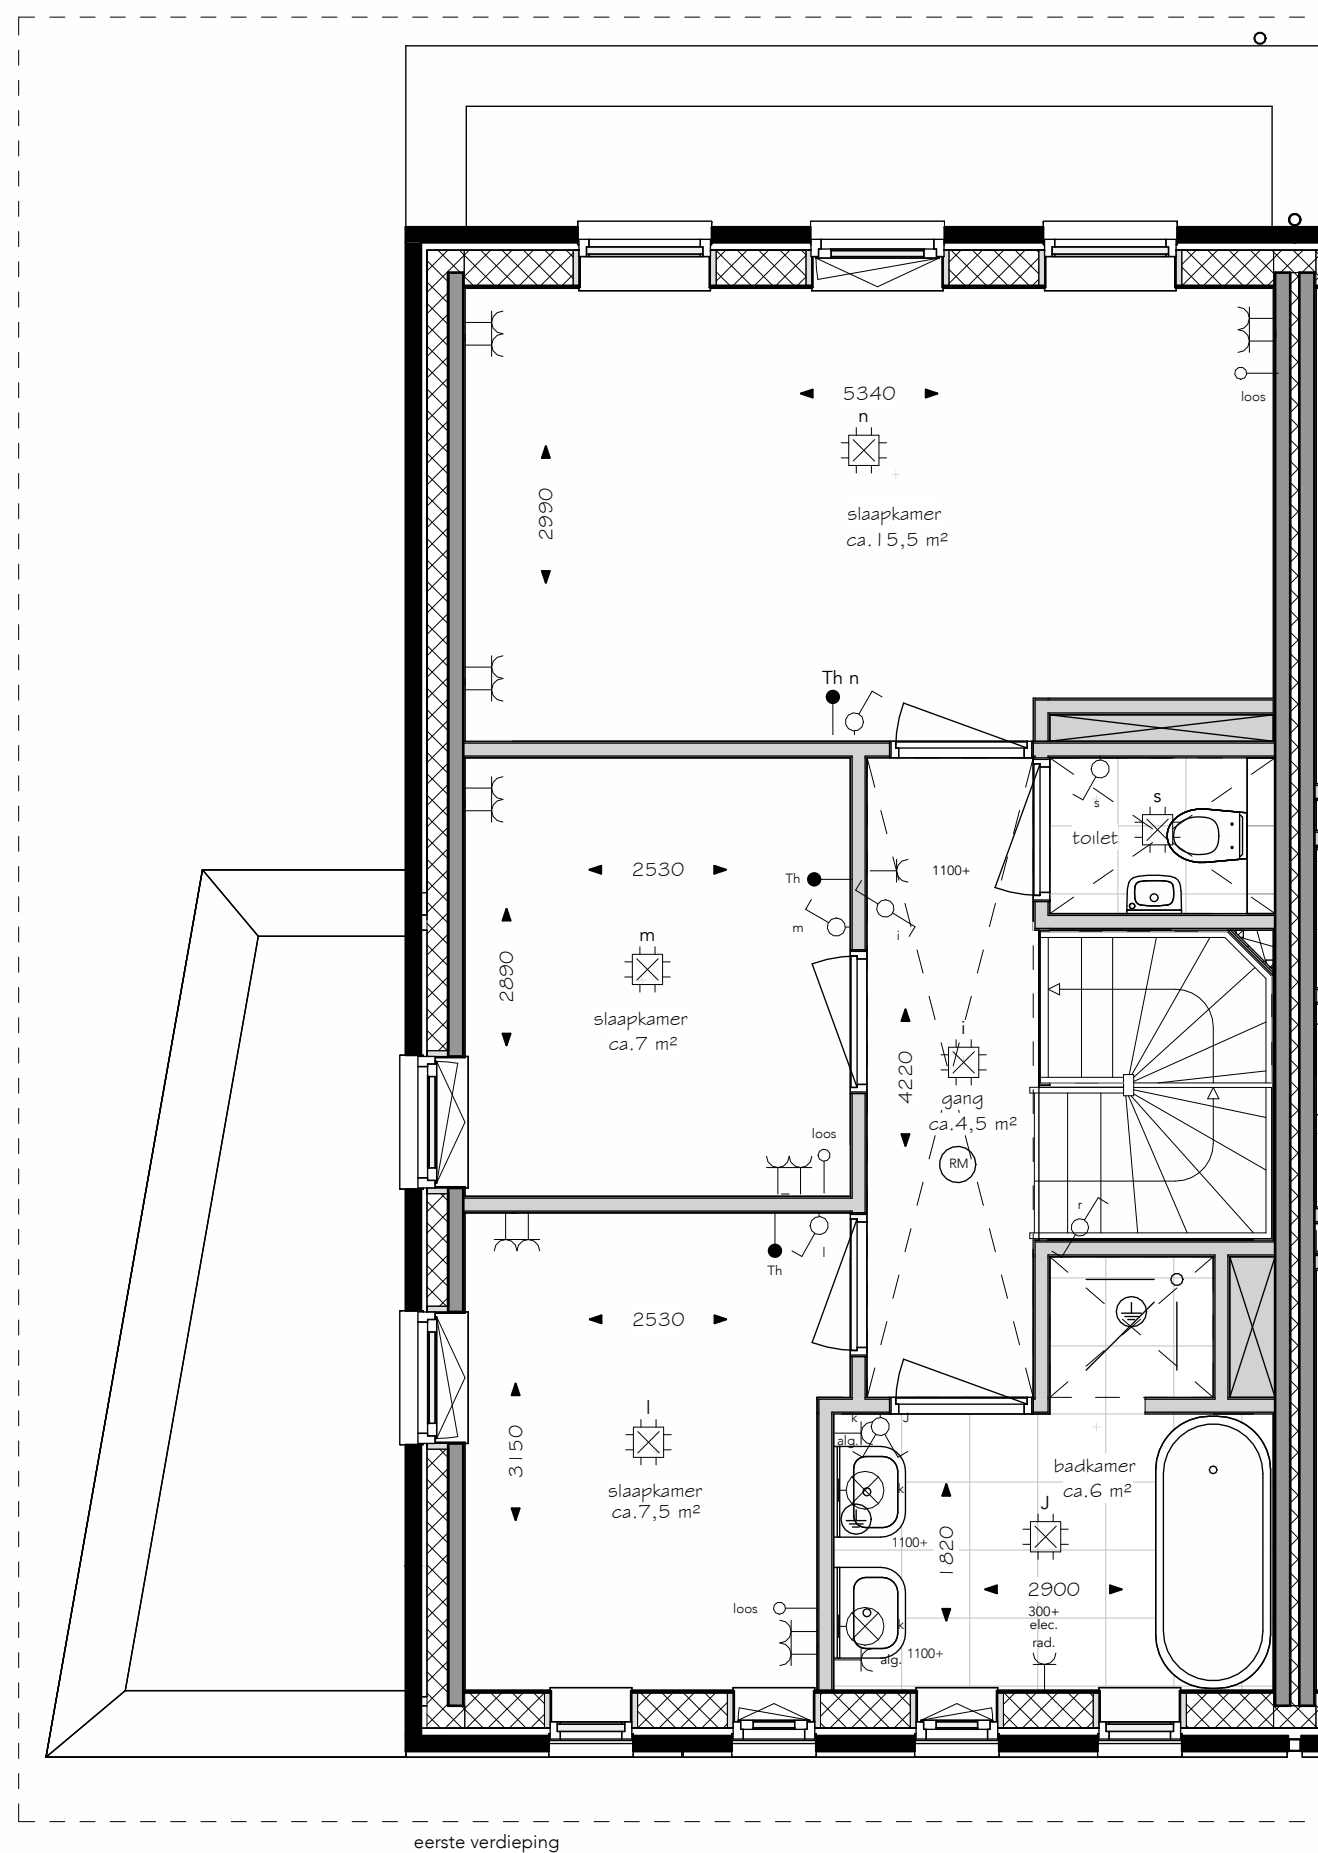 5340
n
loos
2990
slaapkamer
ca.15,5 m²
Th n
s
s
toilet
2530
Th
1100+
m
i
m
2890
slaapkamer
ca.7 m²
i
4220
gang
ca.4,5 m²
loos
RM
r
l
Th
2530
l
3150
slaapkamer
ca.7,5 m²
k
J
alg.
badkamer
ca.6 m²
k
J
1100+
1820
2900
300+
elec.
rad.
loos
k
1100+
alg.
eerste verdieping